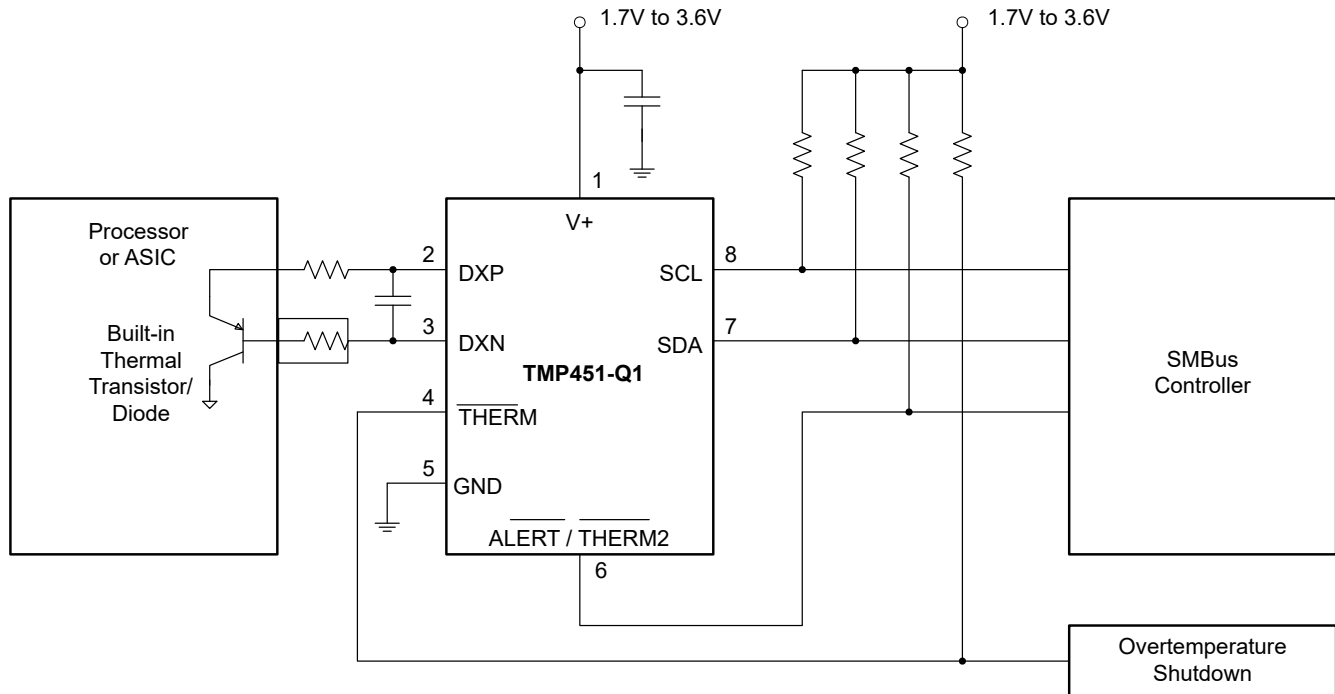 1.7V to 3.6V
1.7V to 3.6V
1
V+
Processor
or ASIC
Built-in
Thermal
Transistor/
Diode
2
DXP
3
DXN
4
THERM
5
GND
TMP451-Q1
8
SCL
7
SDA
ALERT / THERM2
6
SMBus
Controller
Overtemperature
Shutdown